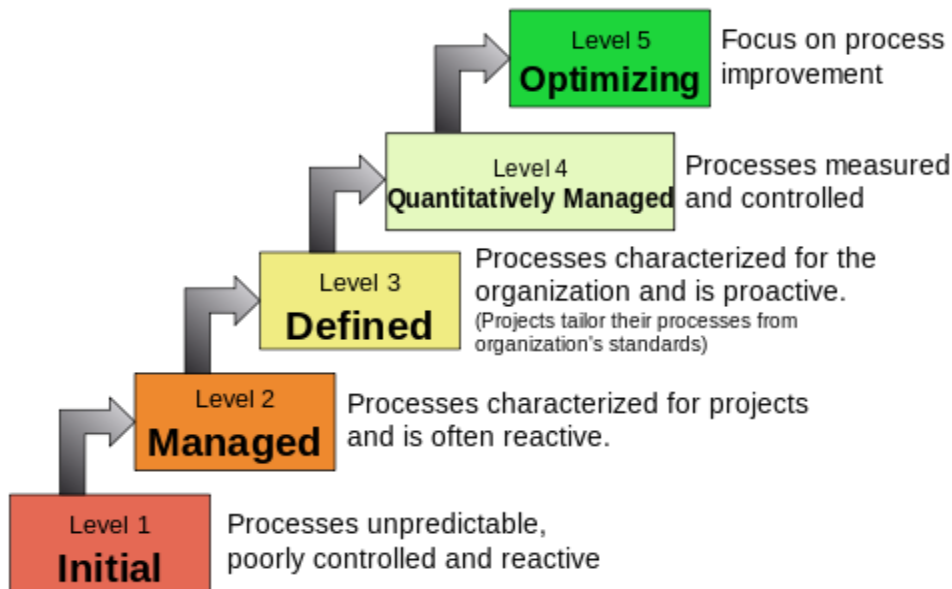 Level 5
Optimizing
Focus on process
improvement
Level 4
Quantitatively Managed
Processes measured
and controlled
Level 3
Defined
Processes characterized for the
organization and is proactive.
(Projects tailor their processes from
organization's standards)
Level 2
Managed
Processes characterized for projects
and is often reactive.
Level 1
Initial
Processes unpredictable,
poorly controlled and reactive